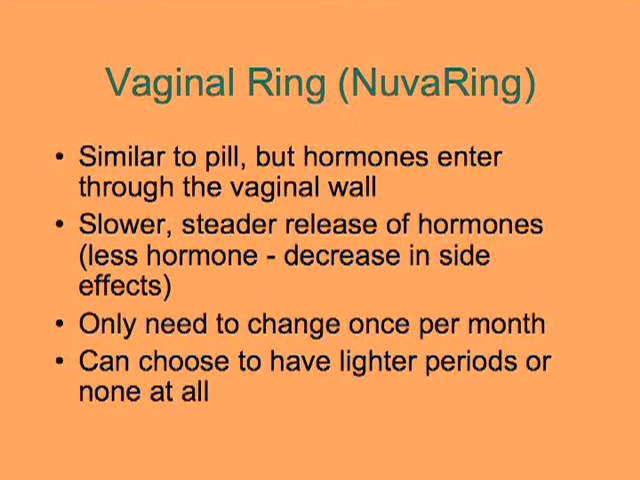 Vaginal Ring (NuvaRing)
• Similar to pill, but hormones enter
through the vaginal wall
• Slower, steader release of hormones
(less hormone - decrease in side
effects)
• Only need to change once per month
• Can choose to have lighter periods or
none at all